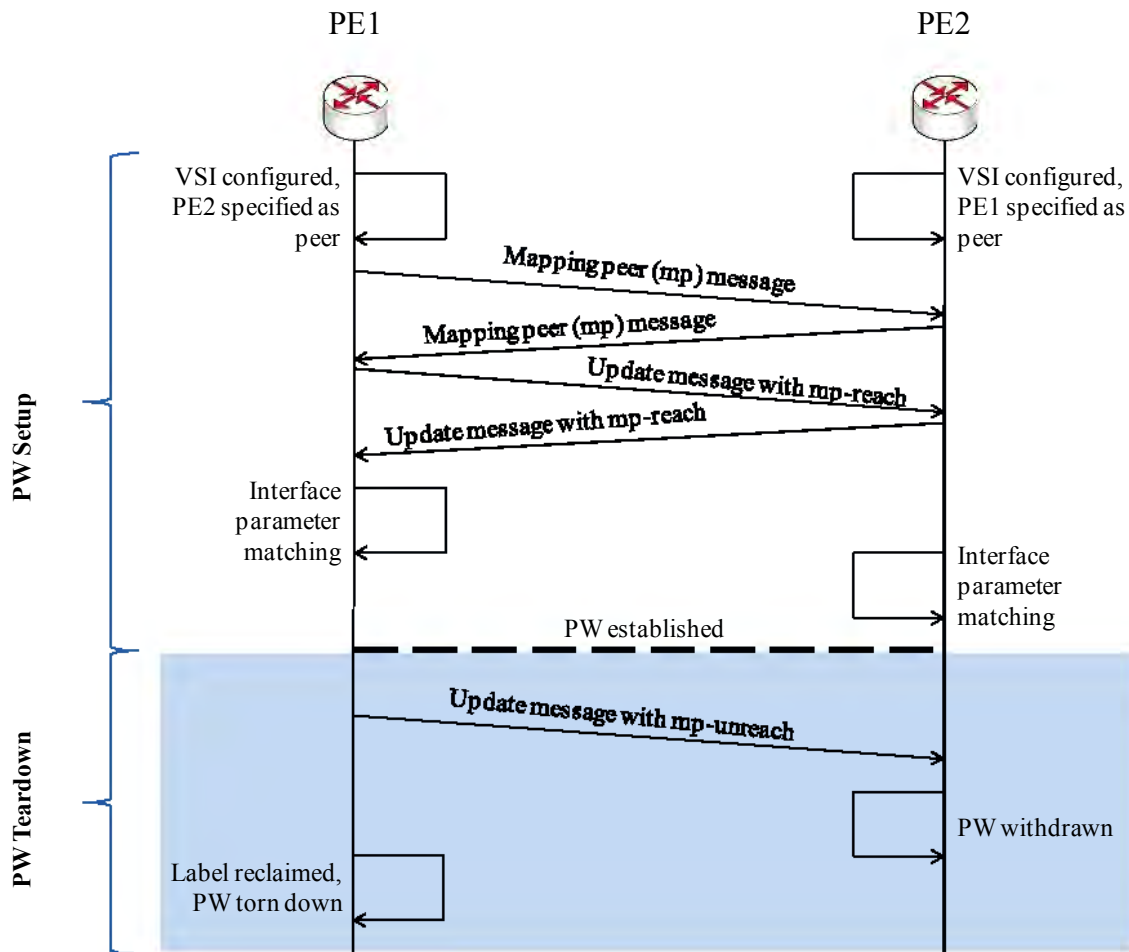 PE1
PE2
VSI configured,
PE2 specified as
peer
VSI configured,
PE1 specified as
peer
Mapping peer (mp) message
Mapping peer (mp) message
Update message with mp-reach
Update message with mp-reach
PW Setup
Interface
parameter
matching
Interface
parameter
matching
PW established
Update message with mp-unreach
PW Teardown
PW withdrawn
Label reclaimed,
PW torn down